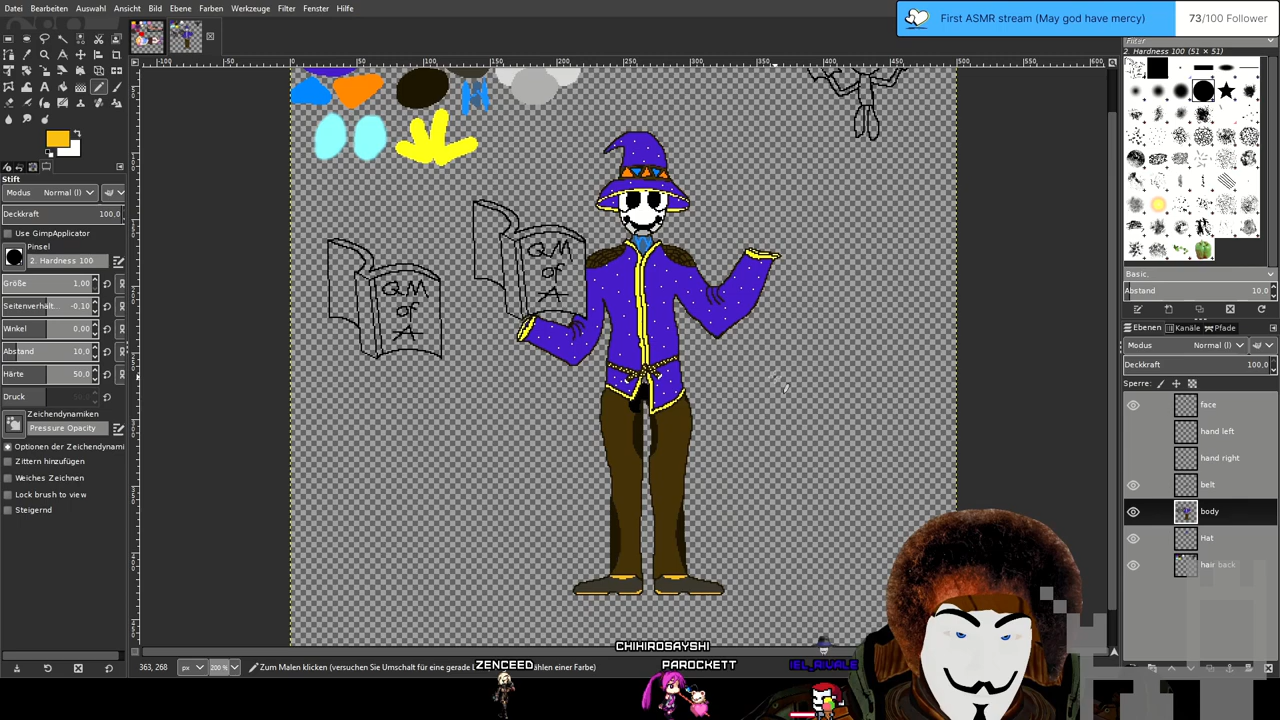 Datei Bearbeiten Auswahl Ansicht Bild Ebene Farben Werkzeuge Filter Fenster Hilfe
First ASMR stream (May god have mercy) 73/100 Follower
Filter
2. Hardness 100 (51 × 51)
Stift
Modus Normal (l)
Deckkraft 100,0
Use GimpApplicator
Pinsel
2. Hardness 100
Größe 1,00
Seitenverhält... -0,10
Winkel 0,00
Abstand 10,0
Härte 50,0
Druck
Zeichendynamiken
Pressure Opacity
Optionen der Zeichendynami
Zittern hinzufügen
Weiches Zeichnen
Lock brush to view
Steigernd
QM
of
A
QM
of
A
Basic.
Abstand 10,0
Ebenen Kanäle Pfade
Modus Normal (l)
Deckkraft 100,0
Sperre:
face
hand left
hand right
belt
body
Hat
hair back
363, 268 px 200 % Zum Malen klicken (versuchen Sie Umschalt für eine gerade
CHIHIROSAYSHI
ZENCEED PAROCKETT IEL_RIVALE